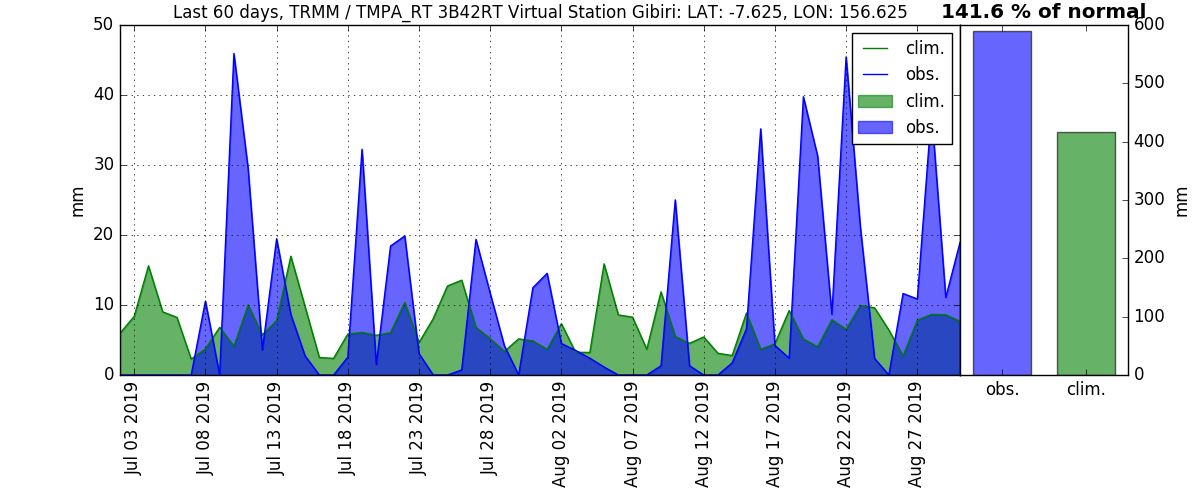 Last 60 days, TRMM / TMPA_RT 3B42RT Virtual Station Gibiri: LAT: -7.625, LON: 156.625
141.6 % of normal
50
40
30
20
10
0
mm
clim.
obs.
clim.
obs.
600
500
400
300
200
100
0
mm
obs.
clim.
Jul 03 2019
Jul 08 2019
Jul 13 2019
Jul 18 2019
Jul 23 2019
Jul 28 2019
Aug 02 2019
Aug 07 2019
Aug 12 2019
Aug 17 2019
Aug 22 2019
Aug 27 2019